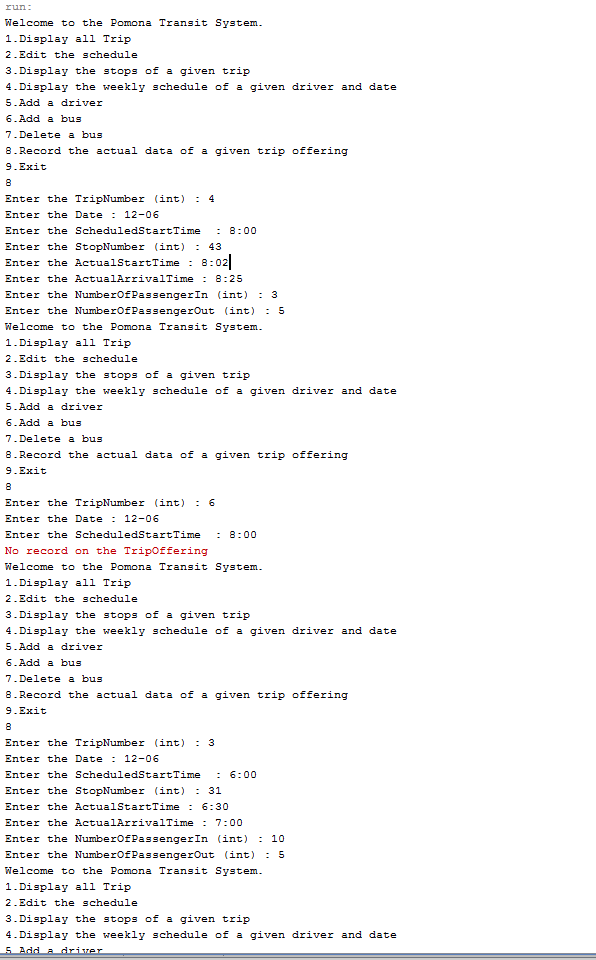 run:
Welcome to the Pomona Transit System.
1.Display all Trip
2.Edit the schedule
3.Display the stops of a given trip
4.Display the weekly schedule of a given driver and date
5.Add a driver
6.Add a bus
7.Delete a bus
8.Record the actual data of a given trip offering
9.Exit
8
Enter the TripNumber (int) : 4
Enter the Date : 12-06
Enter the ScheduledStartTime  : 8:00
Enter the StopNumber (int) : 43
Enter the ActualStartTime : 8:02
Enter the ActualArrivalTime : 8:25
Enter the NumberOfPassengerIn (int) : 3
Enter the NumberOfPassengerOut (int) : 5
Welcome to the Pomona Transit System.
1.Display all Trip
2.Edit the schedule
3.Display the stops of a given trip
4.Display the weekly schedule of a given driver and date
5.Add a driver
6.Add a bus
7.Delete a bus
8.Record the actual data of a given trip offering
9.Exit
8
Enter the TripNumber (int) : 6
Enter the Date : 12-06
Enter the ScheduledStartTime  : 8:00
No record on the TripOffering
Welcome to the Pomona Transit System.
1.Display all Trip
2.Edit the schedule
3.Display the stops of a given trip
4.Display the weekly schedule of a given driver and date
5.Add a driver
6.Add a bus
7.Delete a bus
8.Record the actual data of a given trip offering
9.Exit
8
Enter the TripNumber (int) : 3
Enter the Date : 12-06
Enter the ScheduledStartTime  : 6:00
Enter the StopNumber (int) : 31
Enter the ActualStartTime : 6:30
Enter the ActualArrivalTime : 7:00
Enter the NumberOfPassengerIn (int) : 10
Enter the NumberOfPassengerOut (int) : 5
Welcome to the Pomona Transit System.
1.Display all Trip
2.Edit the schedule
3.Display the stops of a given trip
4.Display the weekly schedule of a given driver and date
5.Add a driver